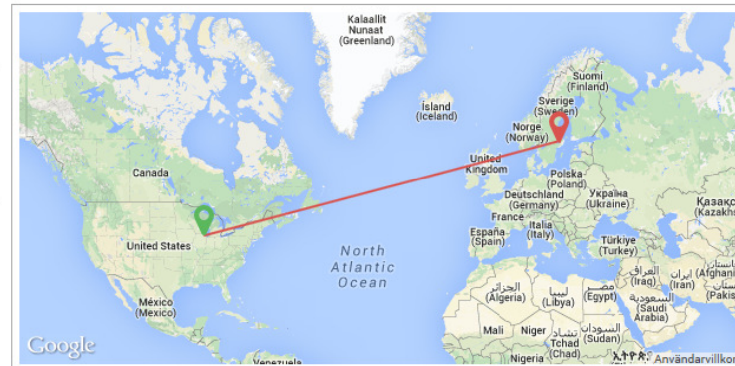 Kalaallit
Nunaat
(Greenland)
Ísland
(Iceland)
Suomi
(Finland)
Sverige
(Sweden)
Norge
(Norway)
United
Kingdom
Canada
Polska
(Poland)
Deutschland
(Germany)
Україна
(Ukraine)
France
Қазақс
(Kazakhs
Italia
(Italy)
España
(Spain)
Türkiye
(Turkey)
United States
North
Atlantic
Ocean
العراق
(Iraq)
ایران
(Iran)
(Afghani
الجزائر
(Algeria)
ليبيا
(Libya)
مصر
(Egypt)
السعودية
(Saudi
Arabia)
(Pakis
México
(Mexico)
Mali
Niger
تشاد
(Chad)
السودان
(Sudan)
Nigeria
Venezuela
Google
Användarvillkor